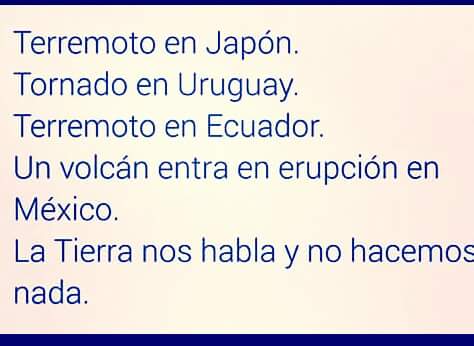 Terremoto en Japón.
Tornado en Uruguay.
Terremoto en Ecuador.
Un volcán entra en erupción en
México.
La Tierra nos habla y no hacemos
nada.